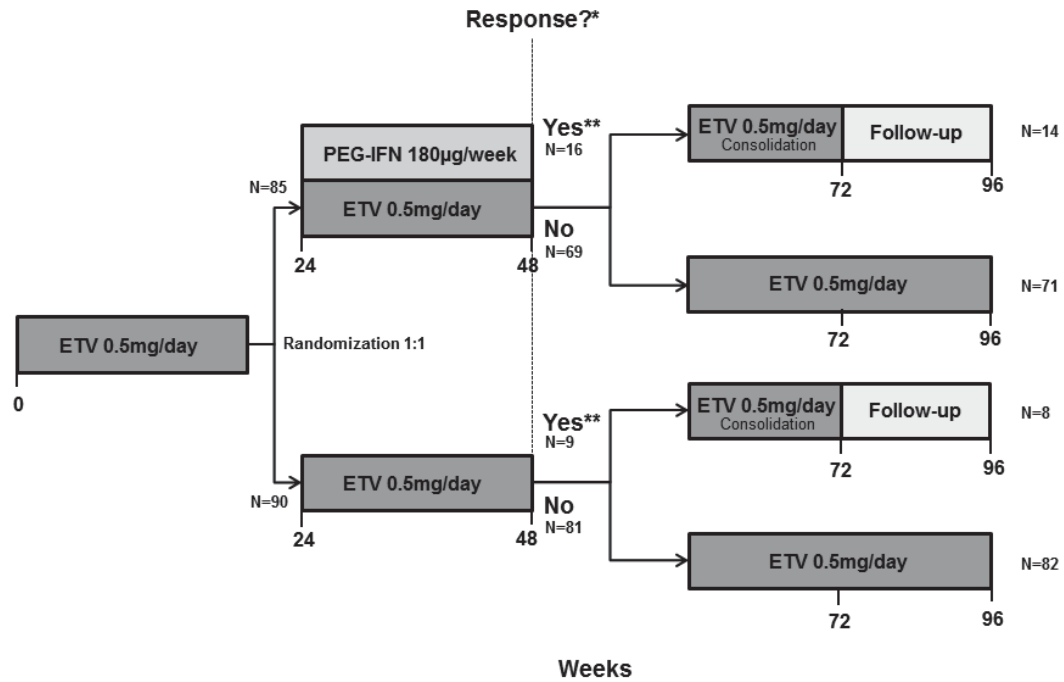 Response?*
Yes**
N=16
ETV 0.5mg/day
Consolidation
Follow-up
N=14
72
96
PEG-IFN 180µg/week
N=85
ETV 0.5mg/day
24
48
No
N=69
ETV 0.5mg/day
N=71
72
96
ETV 0.5mg/day
0
Randomization 1:1
Yes**
N=9
ETV 0.5mg/day
Consolidation
Follow-up
N=8
72
96
ETV 0.5mg/day
N=90
24
48
No
N=81
ETV 0.5mg/day
N=82
72
96
Weeks